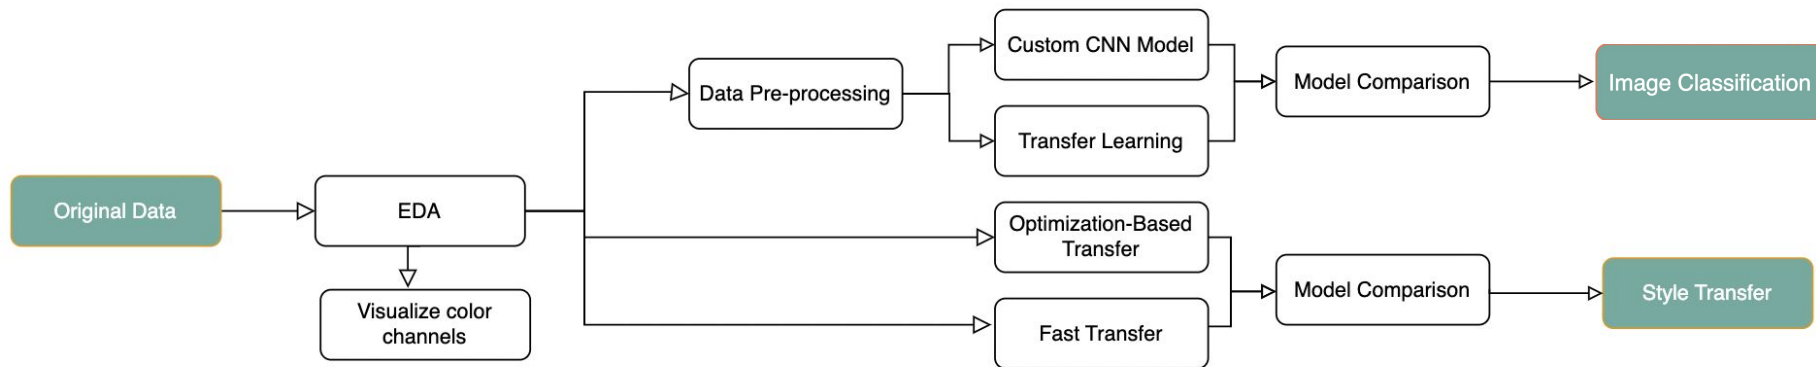 Original Data
EDA
Visualize color
channels
Data Pre-processing
Custom CNN Model
Transfer Learning
Model Comparison
Image Classification
Optimization-Based
Transfer
Fast Transfer
Model Comparison
Style Transfer